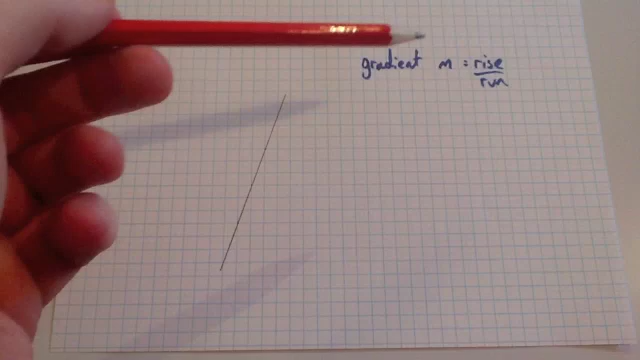 gradient m = rise
run